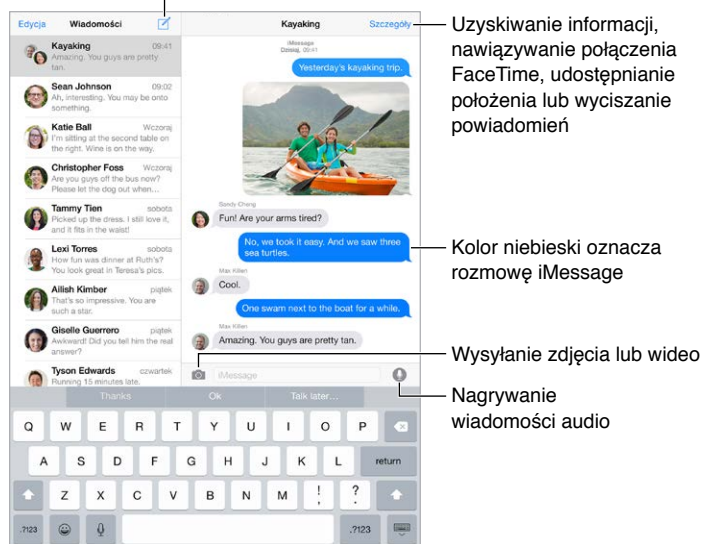 Edycja Wiadomości
Kayaking Szczegóły
Kayaking 09:41
Amazing. You guys are pretty
tan.
Sean Johnson 09:02
Ah, interesting. You may be onto
something.
Katie Ball Wczoraj
I'm sitting at the second table on
the right. Wine is on the way.
Christopher Foss Wczoraj
Are you guys off the bus now?
Please let the dog out when...
Tammy Tien sobota
Picked up the dress. I still love it,
and it fits in the waist!
Lexi Torres sobota
How fun was dinner at Ruth's?
You look great in Teresa's pics.
Ailish Kimber piątek
That's so impressive. You are
such a star.
Giselle Guerrero piątek
Awkward! Did you tell him the real
answer?
Tyson Edwards czwartek
Running 15 minutes late.
iMessage
Dzisiaj, 09:41
Yesterday's kayaking trip.
Sandy Cheng
Fun! Are your arms tired?
No, we took it easy. And we saw three
sea turtles.
Max Killen
Cool.
One swam next to the boat for a while.
Max Killen
Amazing. You guys are pretty tan.
iMessage
Thanks Ok Talk later...
Q W E R T Y U I O P
A S D F G H J K L return
Z X C V B N M ! , ? .
.?123 .?123
Uzyskiwanie informacji,
nawiązywanie połączenia
FaceTime, udostępnianie
położenia lub wyciszanie
powiadomień
Kolor niebieski oznacza
rozmowę iMessage
Wysyłanie zdjęcia lub wideo
Nagrywanie
wiadomości audio